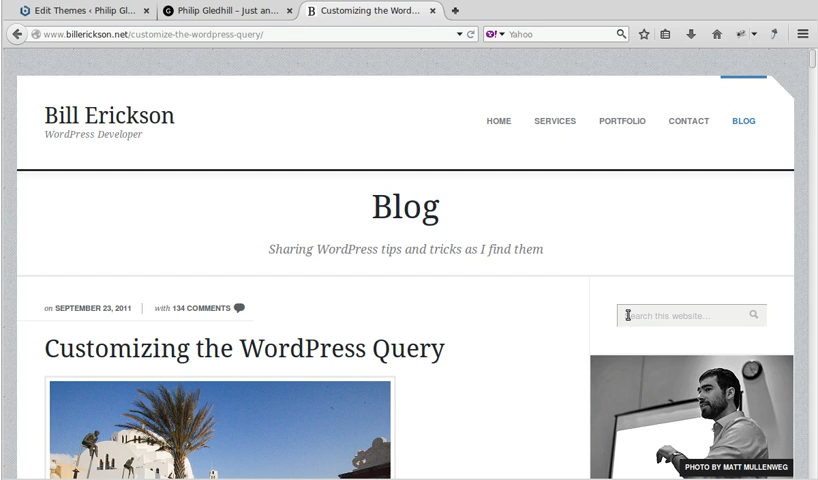 Edit Themes ‹ Philip Gl...
Philip Gledhill – Just an...
Customizing the Word...
www.billerickson.net/customize-the-wordpress-query/
Yahoo
Bill Erickson
WordPress Developer
HOME SERVICES PORTFOLIO CONTACT BLOG
Blog
Sharing WordPress tips and tricks as I find them
on SEPTEMBER 23, 2011 with 134 COMMENTS
earch this website...
Customizing the WordPress Query
PHOTO BY MATT MULLENWEG